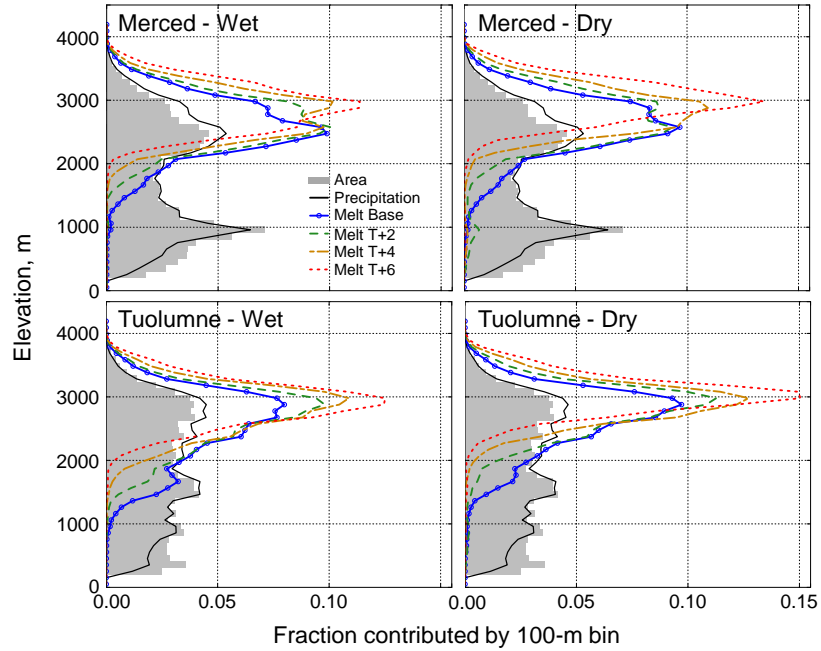 Merced - Wet
Merced - Dry
4000
3000
2000
1000
0
Area
Precipitation
Melt Base
Melt T+2
Melt T+4
Melt T+6
Elevation, m
Tuolumne - Wet
Tuolumne - Dry
4000
3000
2000
1000
0
0.00 0.05 0.10 0.00 0.05 0.10 0.15
Fraction contributed by 100-m bin